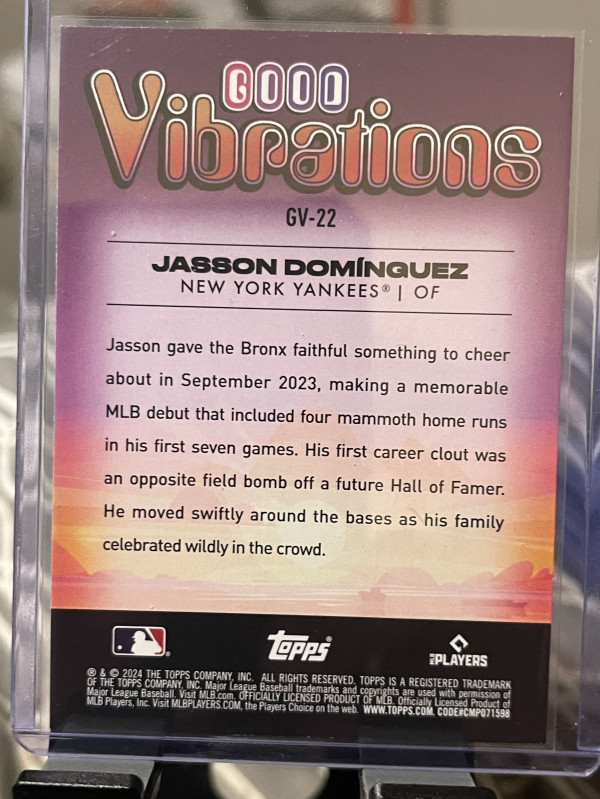 GOOD
Vibrations
GV-22
JASSON DOMÍNGUEZ
NEW YORK YANKEES® | OF
Jasson gave the Bronx faithful something to cheer
about in September 2023, making a memorable
MLB debut that included four mammoth home runs
in his first seven games. His first career clout was
an opposite field bomb off a future Hall of Famer.
He moved swiftly around the bases as his family
celebrated wildly in the crowd.
topps®
MLB PLAYERS
® & © 2024 THE TOPPS COMPANY, INC. ALL RIGHTS RESERVED. TOPPS IS A REGISTERED TRADEMARK
OF THE TOPPS COMPANY, INC. Major League Baseball trademarks and copyrights are used with permission of
Major League Baseball. Visit MLB.com. OFFICIALLY LICENSED PRODUCT OF MLB. Officially Licensed Product of
MLB Players, Inc. Visit MLBPLAYERS.COM, the Players Choice on the web. WWW.TOPPS.COM. CODE#CMP071598